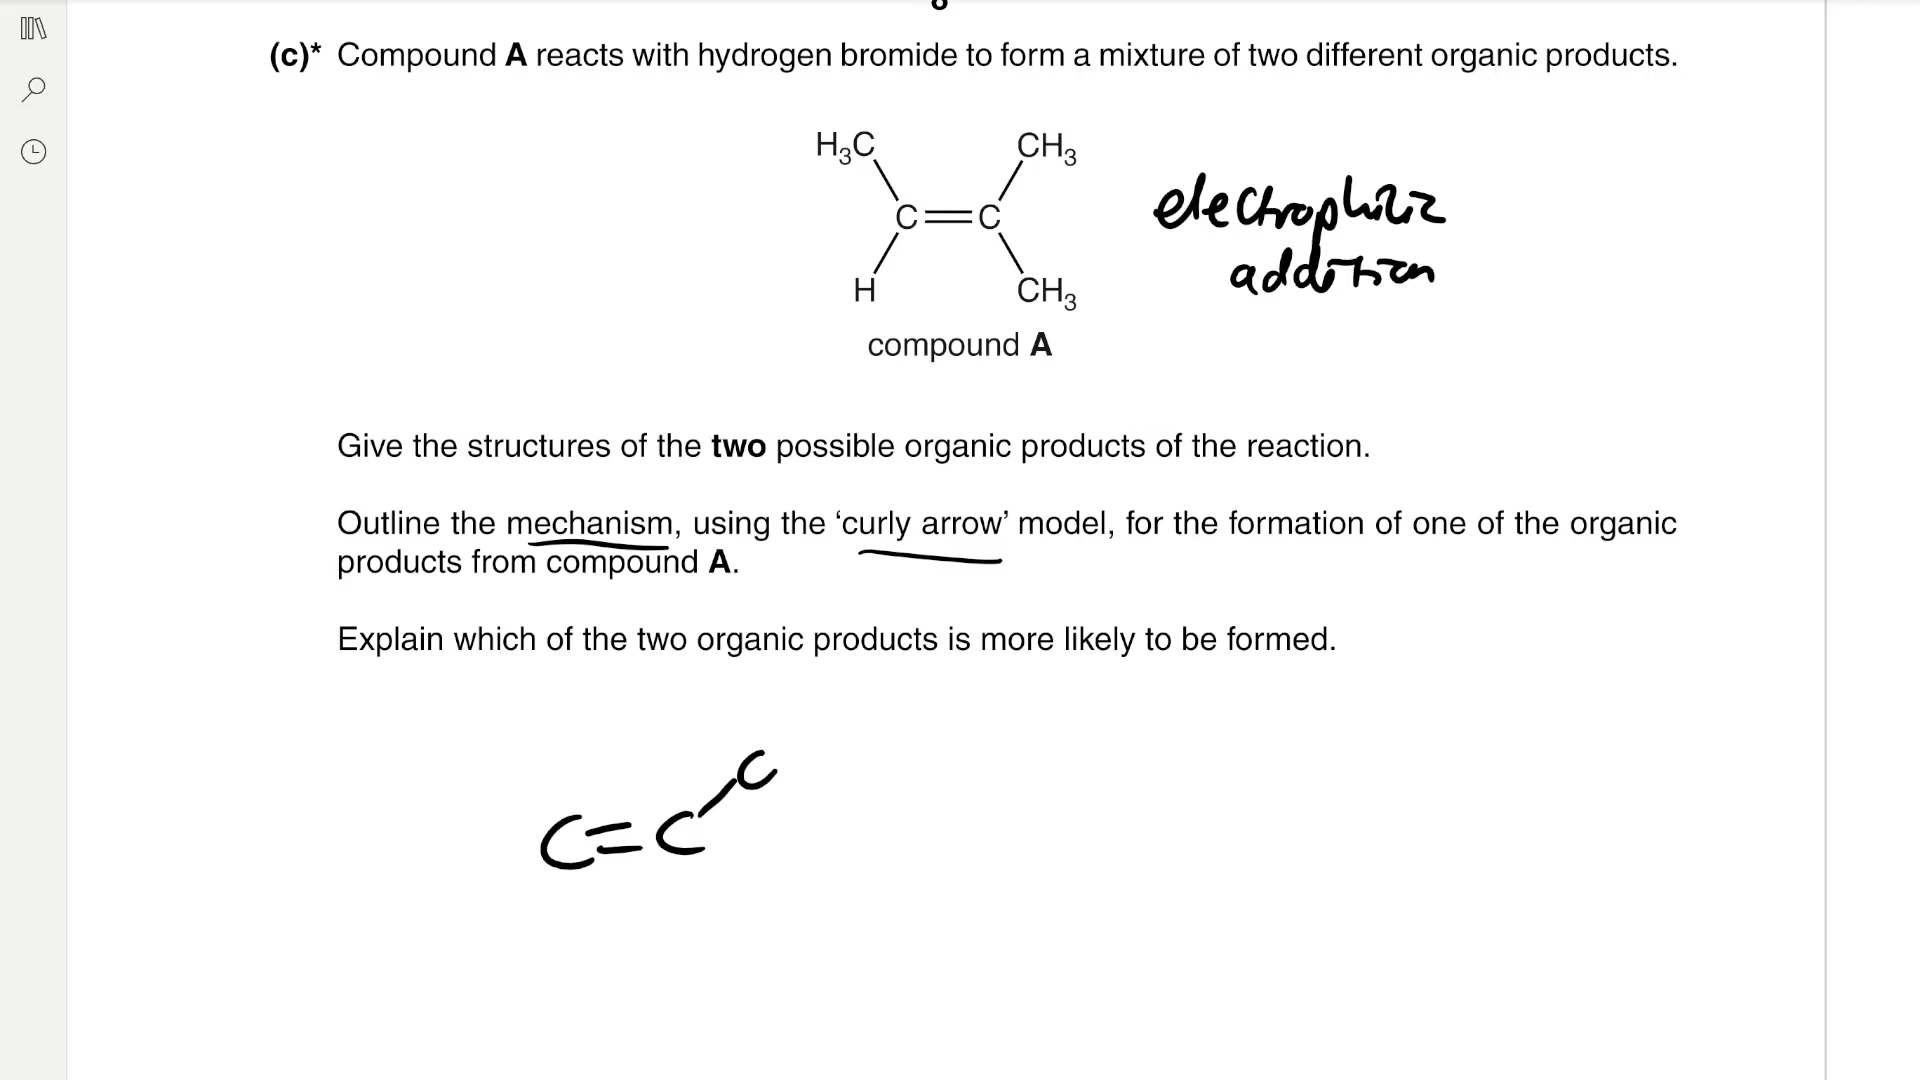 (c)* Compound A reacts with hydrogen bromide to form a mixture of two different organic products.
H₃C CH₃
C=C
H CH₃
electrophilic
addition
compound A
Give the structures of the two possible organic products of the reaction.
Outline the mechanism, using the ‘curly arrow’ model, for the formation of one of the organic
products from compound A.
Explain which of the two organic products is more likely to be formed.
C
C=C